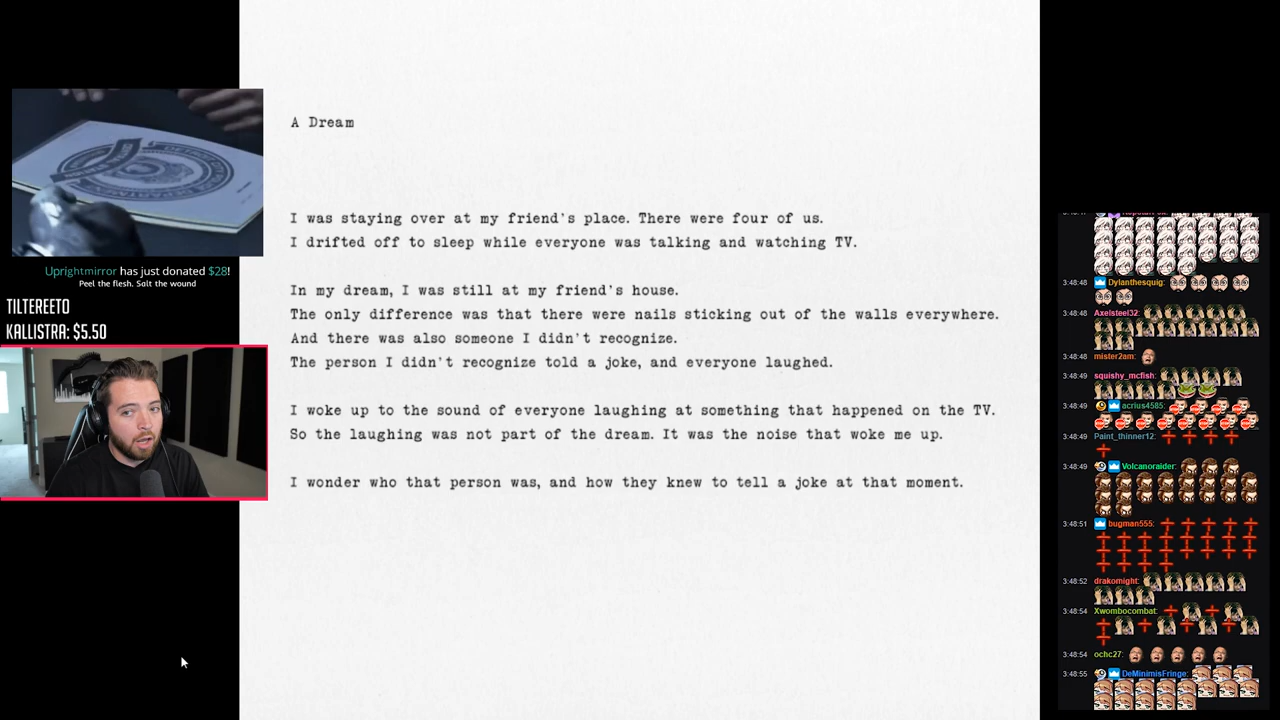 A Dream
I was staying over at my friend's place. There were four of us.
I drifted off to sleep while everyone was talking and watching TV.
In my dream, I was still at my friend's house.
The only difference was that there were nails sticking out of the walls everywhere.
And there was also someone I didn't recognize.
The person I didn't recognize told a joke, and everyone laughed.
I woke up to the sound of everyone laughing at something that happened on the TV.
So the laughing was not part of the dream. It was the noise that woke me up.
I wonder who that person was, and how they knew to tell a joke at that moment.
Uprightmirror has just donated $28!
Peel the flesh. Salt the wound
TILTEREETO
KALLISTRA: $5.50
3:48:48 Dylanthesquig:
3:48:48 Axelsteel32:
3:48:48 mister2am:
3:48:49 squishy_mcfish:
3:48:49 acrius4585:
3:48:49 Paint_thinner12:
3:48:49 Volcanoraider:
3:48:51 bugman555:
3:48:52 drakomight:
3:48:54 Xwombocombat:
3:48:54 ochc27:
3:48:55 DeMinimisFringe: